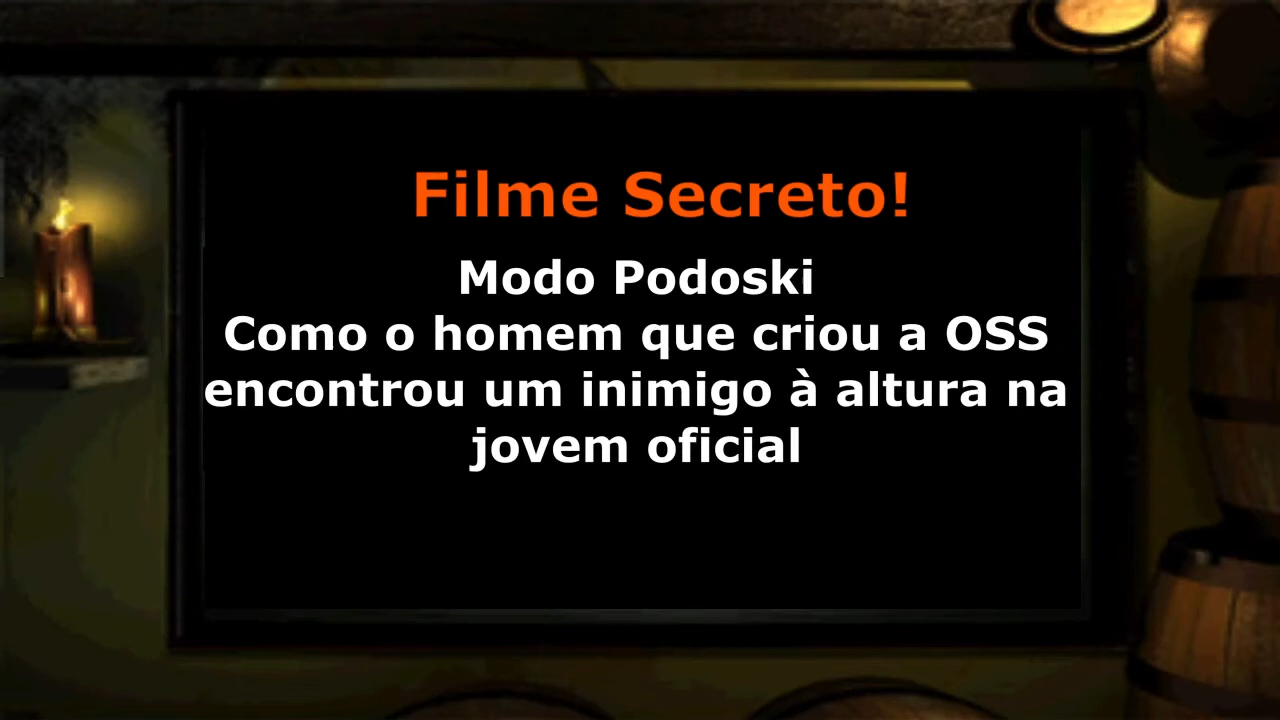 Filme Secreto!
Modo Podoski
Como o homem que criou a OSS
encontrou um inimigo à altura na
jovem oficial